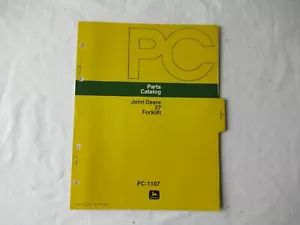 PC
Parts
Catalog
John Deere
27
Forklift
PC-1107